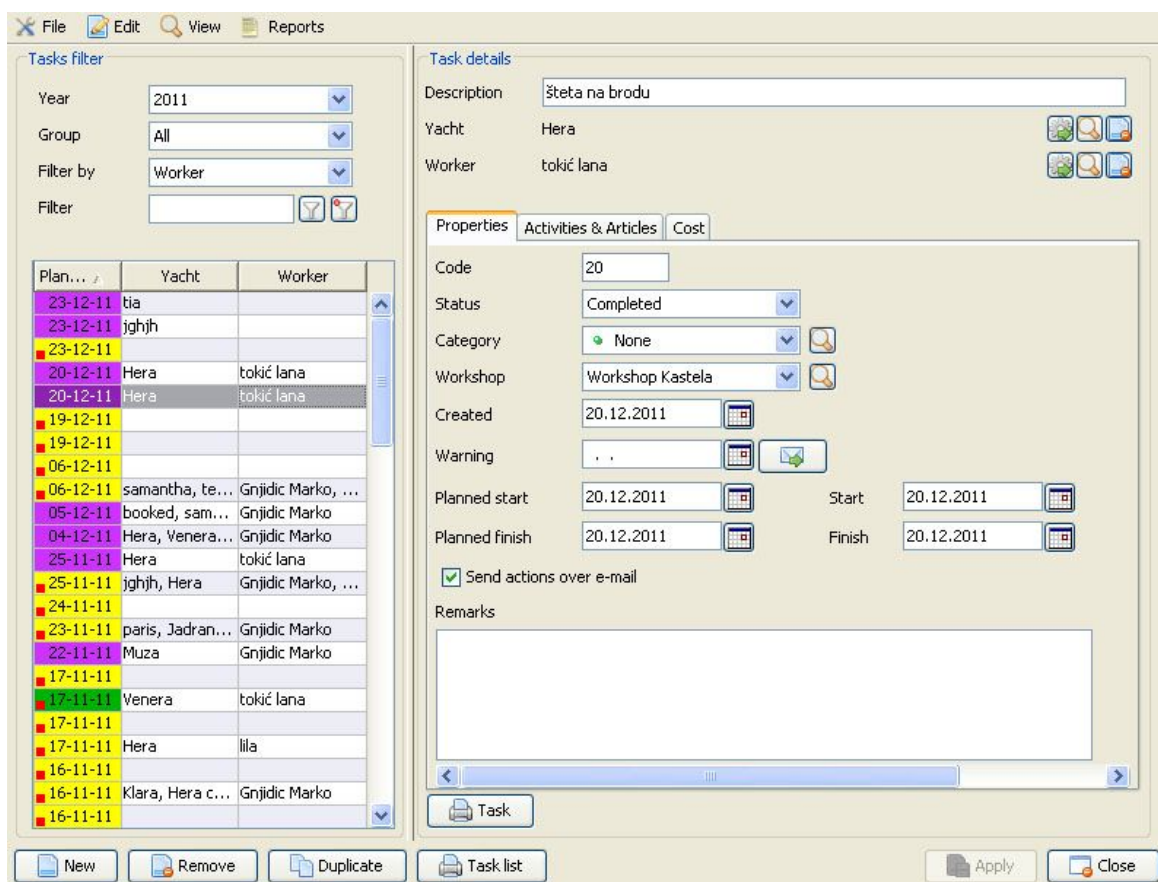 File Edit View Reports
Tasks filter
Year 2011
Group All
Filter by Worker
Filter
Plan... Yacht Worker
23-12-11 tia
23-12-11 jghjh
23-12-11
20-12-11 Hera tokić lana
20-12-11 Hera tokić lana
19-12-11
19-12-11
06-12-11
06-12-11 samantha, te... Gnjidic Marko, ...
05-12-11 booked, sam... Gnjidic Marko
04-12-11 Hera, Venera... Gnjidic Marko
25-11-11 Hera tokić lana
25-11-11 jghjh, Hera Gnjidic Marko, ...
24-11-11
23-11-11 paris, Jadran... Gnjidic Marko
22-11-11 Muza Gnjidic Marko
17-11-11
17-11-11 Venera tokić lana
17-11-11
17-11-11 Hera lila
16-11-11
16-11-11 Klara, Hera c... Gnjidic Marko
16-11-11
Task details
Description šteta na brodu
Yacht Hera
Worker tokić lana
Properties Activities & Articles Cost
Code 20
Status Completed
Category None
Workshop Workshop Kastela
Created 20.12.2011
Warning . .
Planned start 20.12.2011 Start 20.12.2011
Planned finish 20.12.2011 Finish 20.12.2011
Send actions over e-mail
Remarks
Task
New Remove Duplicate Task list Apply Close